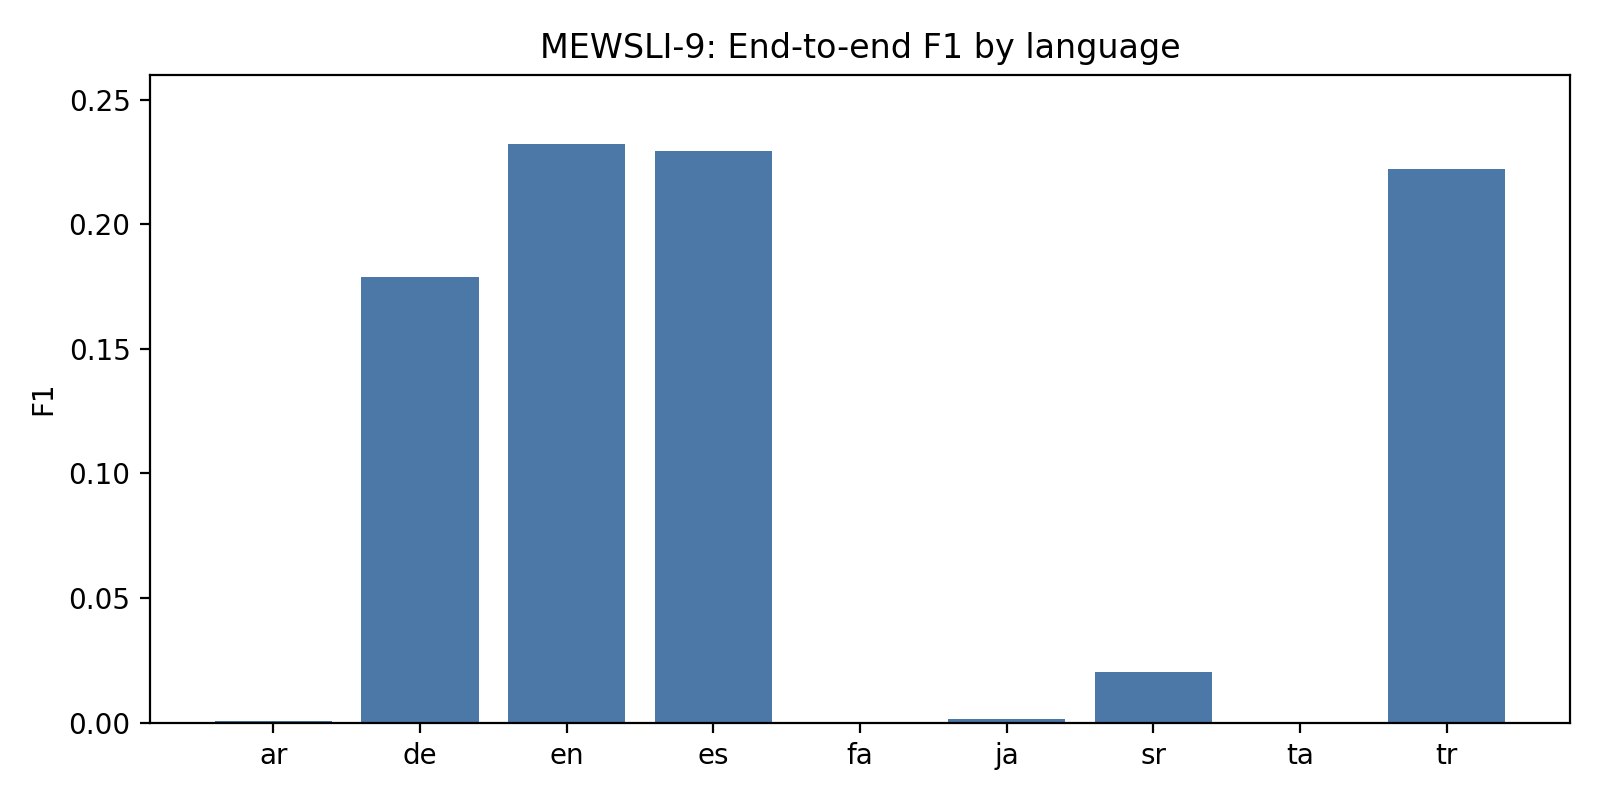 MEWSLI-9: End-to-end F1 by language
0.25
0.20
0.15
0.10
0.05
0.00
F1
ar de en es fa ja sr ta tr